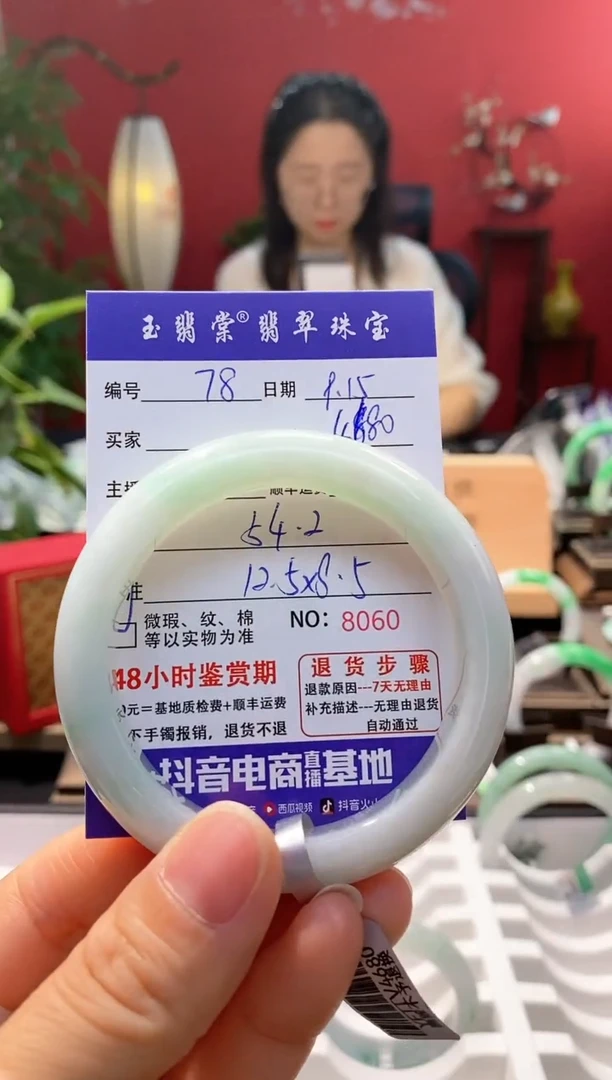 玉翡棠®翡翠珠宝
编号 78 日期 8.15
买家
54.2
12.5x8.5
微瑕、纹、棉
等以实物为准
NO: 8060
48小时鉴赏期
元=基地质检费+顺丰运费
手镯报销，退货不退
退货步骤
退款原因---7天无理由
补充描述---无理由退货
自动通过
抖音电商直播基地
西瓜视频 抖音火山